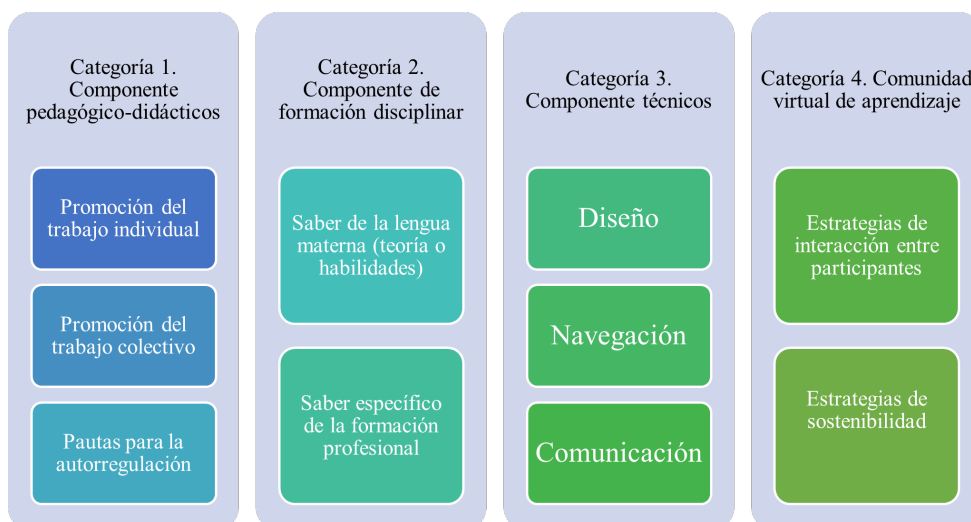 Categoría 1.
Componente
pedagógico-didácticos
Promoción del
trabajo individual
Promoción del
trabajo colectivo
Pautas para la
autorregulación
Categoría 2.
Componente de
formación disciplinar
Saber de la lengua
materna (teoría o
habilidades)
Saber específico
de la formación
profesional
Categoría 3.
Componente técnicos
Diseño
Navegación
Comunicación
Categoría 4. Comunidad
virtual de aprendizaje
Estrategias de
interacción entre
participantes
Estrategias de
sostenibilidad